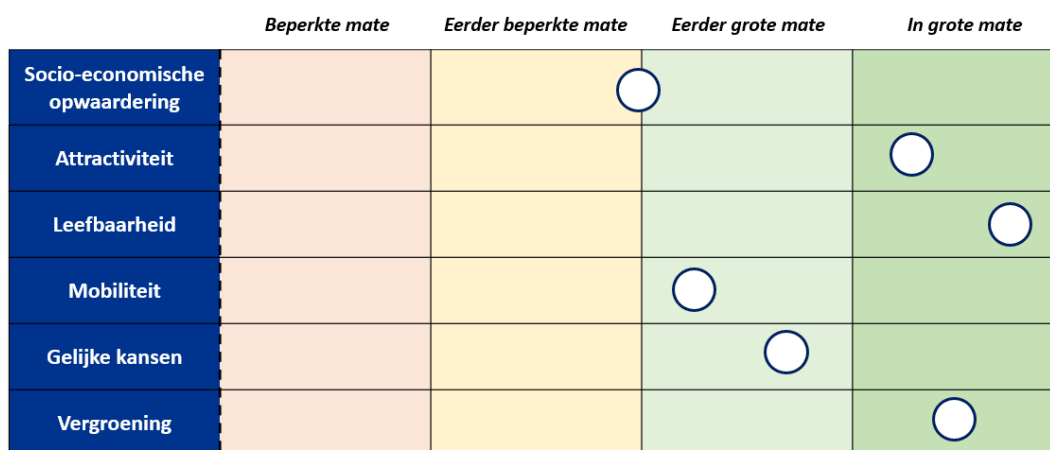 Beperkte mate Eerder beperkte mate Eerder grote mate In grote mate
Socio-economische
opwaardering
Attractiviteit
Leefbaarheid
Mobiliteit
Gelijke kansen
Vergroening